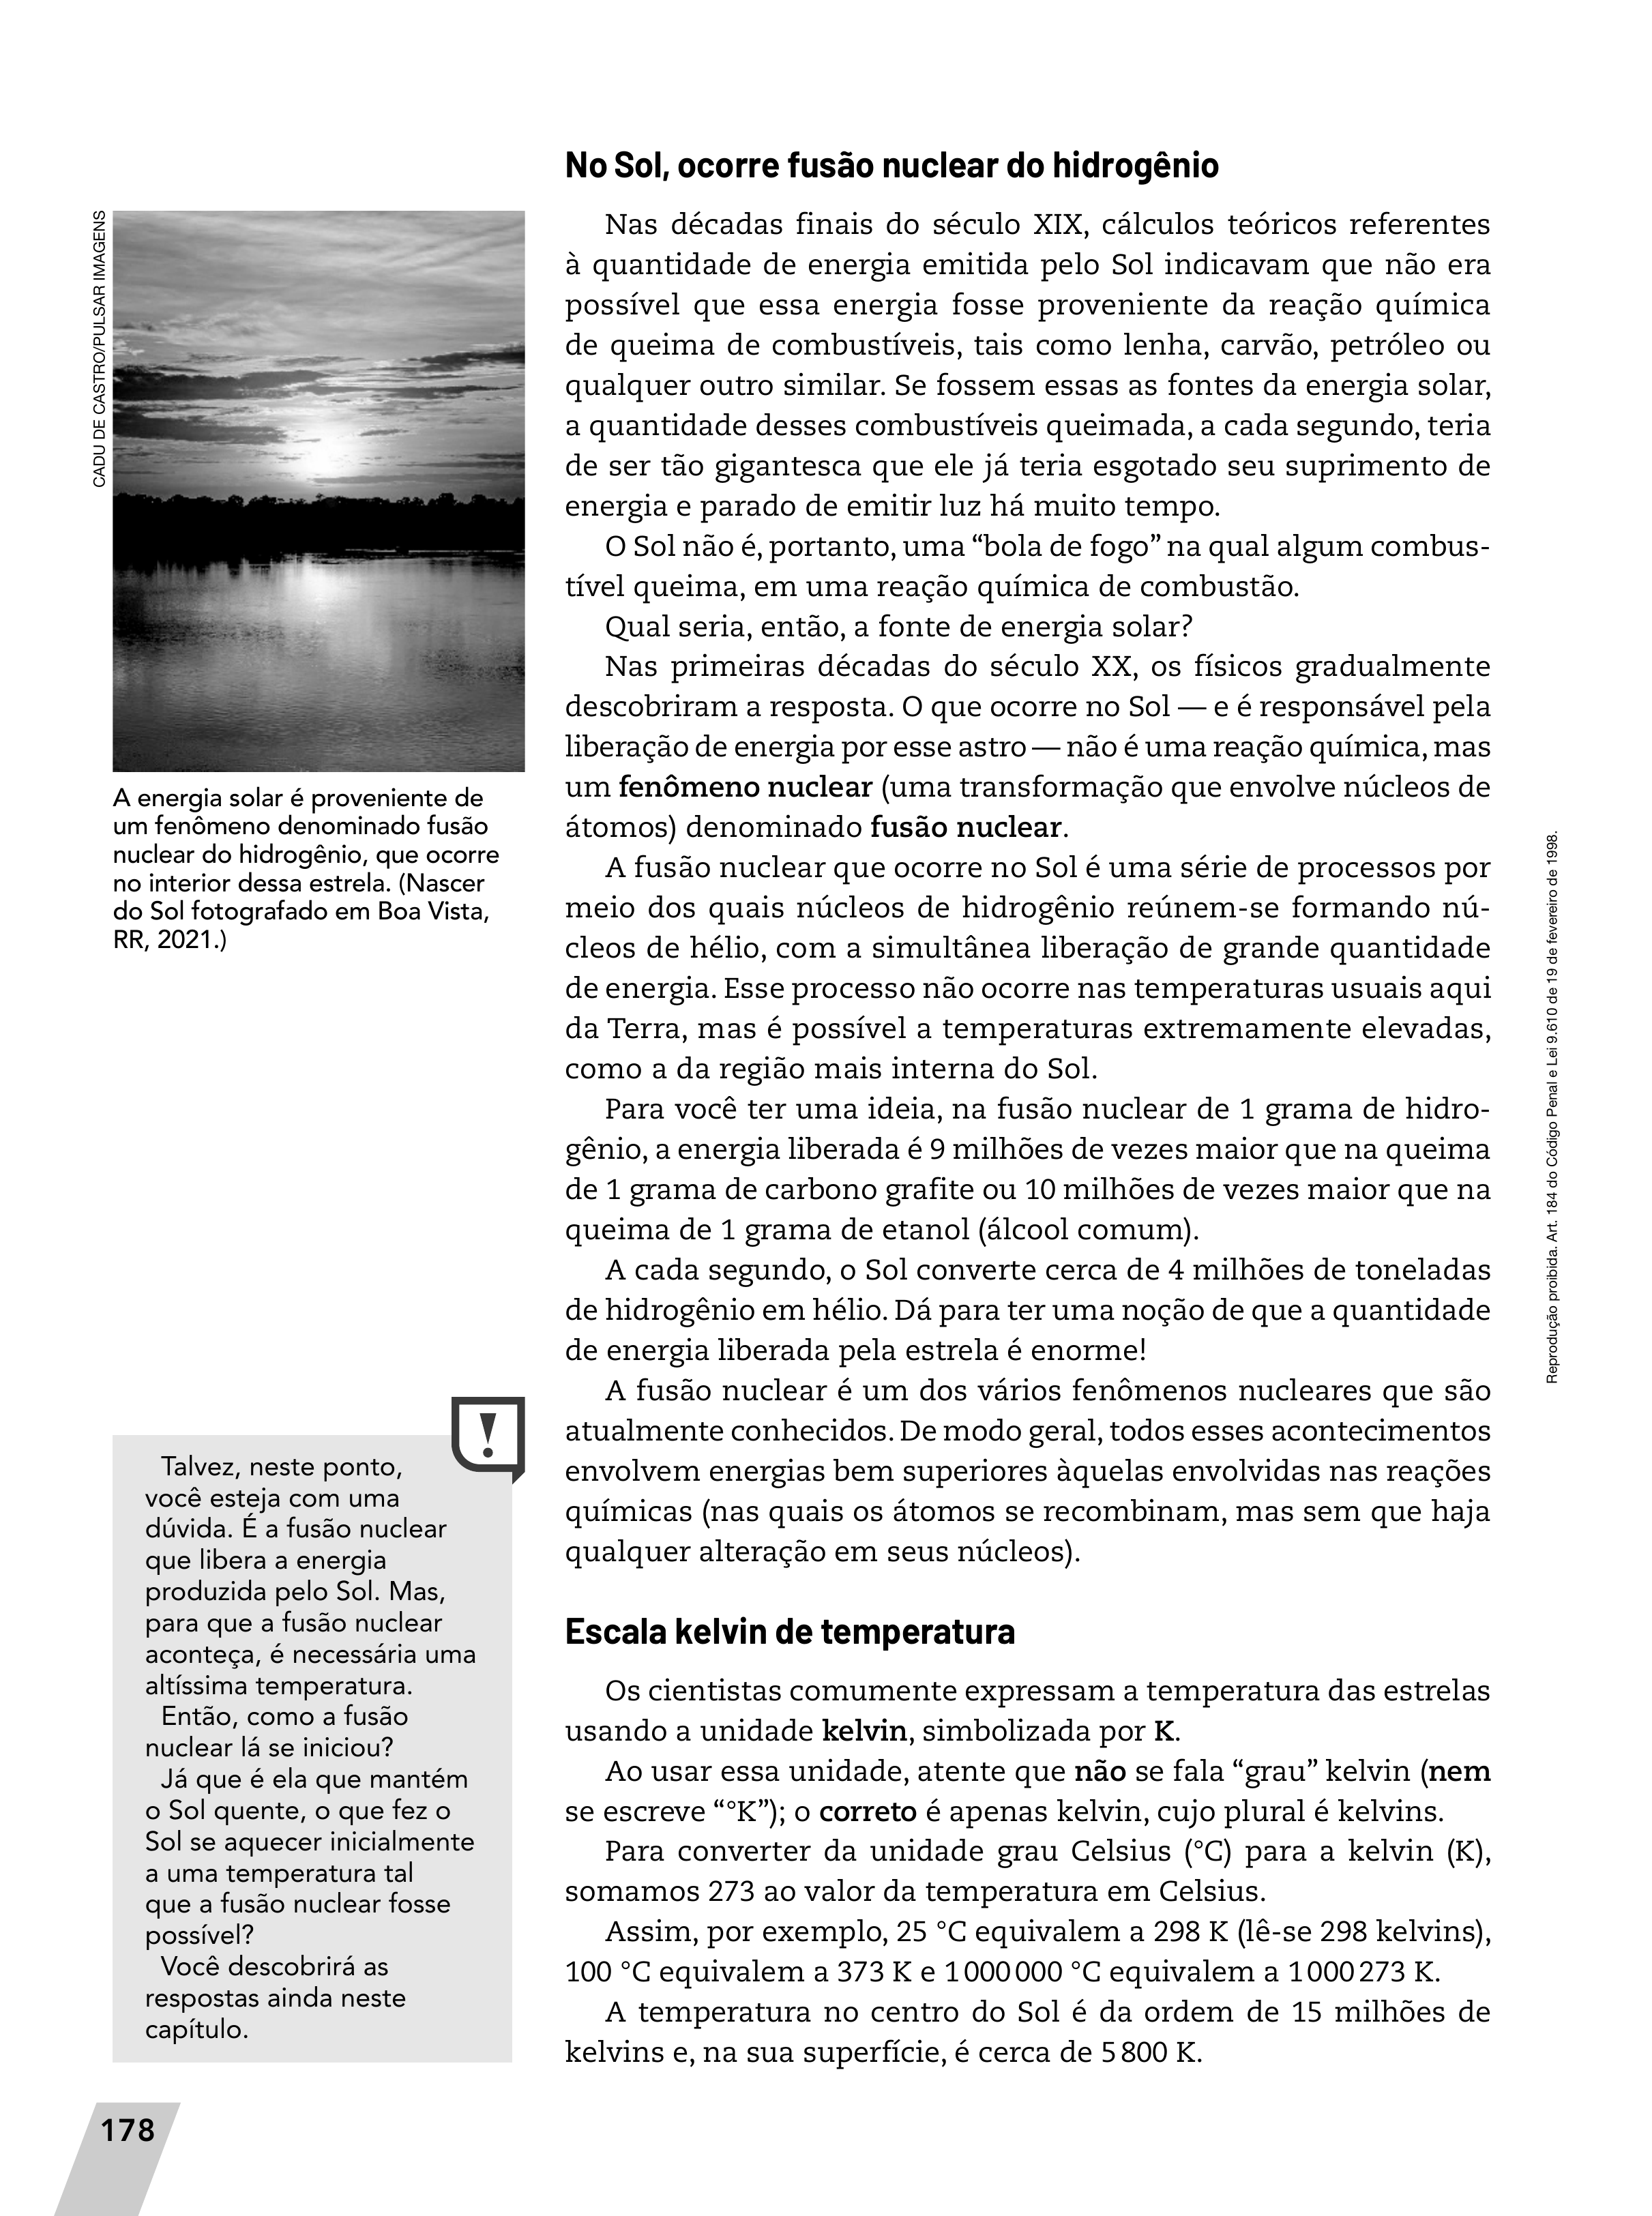 No Sol, ocorre fusão nuclear do hidrogênio
Nas décadas finais do século XIX, cálculos teóricos referentes
à quantidade de energia emitida pelo Sol indicavam que não era
possível que essa energia fosse proveniente da reação química
de queima de combustíveis, tais como lenha, carvão, petróleo ou
qualquer outro similar. Se fossem essas as fontes da energia solar,
a quantidade desses combustíveis queimada, a cada segundo, teria
de ser tão gigantesca que ele já teria esgotado seu suprimento de
energia e parado de emitir luz há muito tempo.
O Sol não é, portanto, uma “bola de fogo” na qual algum combus-
tível queima, em uma reação química de combustão.
Qual seria, então, a fonte de energia solar?
Nas primeiras décadas do século XX, os físicos gradualmente
descobriram a resposta. O que ocorre no Sol — e é responsável pela
liberação de energia por esse astro — não é uma reação química, mas
um fenômeno nuclear (uma transformação que envolve núcleos de
átomos) denominado fusão nuclear.
A fusão nuclear que ocorre no Sol é uma série de processos por
meio dos quais núcleos de hidrogênio reúnem-se formando nú-
cleos de hélio, com a simultânea liberação de grande quantidade
de energia. Esse processo não ocorre nas temperaturas usuais aqui
da Terra, mas é possível a temperaturas extremamente elevadas,
como a da região mais interna do Sol.
Para você ter uma ideia, na fusão nuclear de 1 grama de hidro-
gênio, a energia liberada é 9 milhões de vezes maior que na queima
de 1 grama de carbono grafite ou 10 milhões de vezes maior que na
queima de 1 grama de etanol (álcool comum).
A cada segundo, o Sol converte cerca de 4 milhões de toneladas
de hidrogênio em hélio. Dá para ter uma noção de que a quantidade
de energia liberada pela estrela é enorme!
A fusão nuclear é um dos vários fenômenos nucleares que são
atualmente conhecidos. De modo geral, todos esses acontecimentos
envolvem energias bem superiores àquelas envolvidas nas reações
químicas (nas quais os átomos se recombinam, mas sem que haja
qualquer alteração em seus núcleos).
Escala kelvin de temperatura
Os cientistas comumente expressam a temperatura das estrelas
usando a unidade kelvin, simbolizada por K.
Ao usar essa unidade, atente que não se fala “grau” kelvin (nem
se escreve “°K”); o correto é apenas kelvin, cujo plural é kelvins.
Para converter da unidade grau Celsius (°C) para a kelvin (K),
somamos 273 ao valor da temperatura em Celsius.
Assim, por exemplo, 25 °C equivalem a 298 K (lê-se 298 kelvins),
100 °C equivalem a 373 K e 1 000 000 °C equivalem a 1 000 273 K.
A temperatura no centro do Sol é da ordem de 15 milhões de
kelvins e, na sua superfície, é cerca de 5 800 K.
CADU DE CASTRO/PULSAR IMAGENS
A energia solar é proveniente de
um fenômeno denominado fusão
nuclear do hidrogênio, que ocorre
no interior dessa estrela. (Nascer
do Sol fotografado em Boa Vista,
RR, 2021.)
!
Talvez, neste ponto,
você esteja com uma
dúvida. É a fusão nuclear
que libera a energia
produzida pelo Sol. Mas,
para que a fusão nuclear
aconteça, é necessária uma
altíssima temperatura.
Então, como a fusão
nuclear lá se iniciou?
Já que é ela que mantém
o Sol quente, o que fez o
Sol se aquecer inicialmente
a uma temperatura tal
que a fusão nuclear fosse
possível?
Você descobrirá as
respostas ainda neste
capítulo.
Reprodução proibida. Art. 184 do Código Penal e Lei 9.610 de 19 de fevereiro de 1998.
178